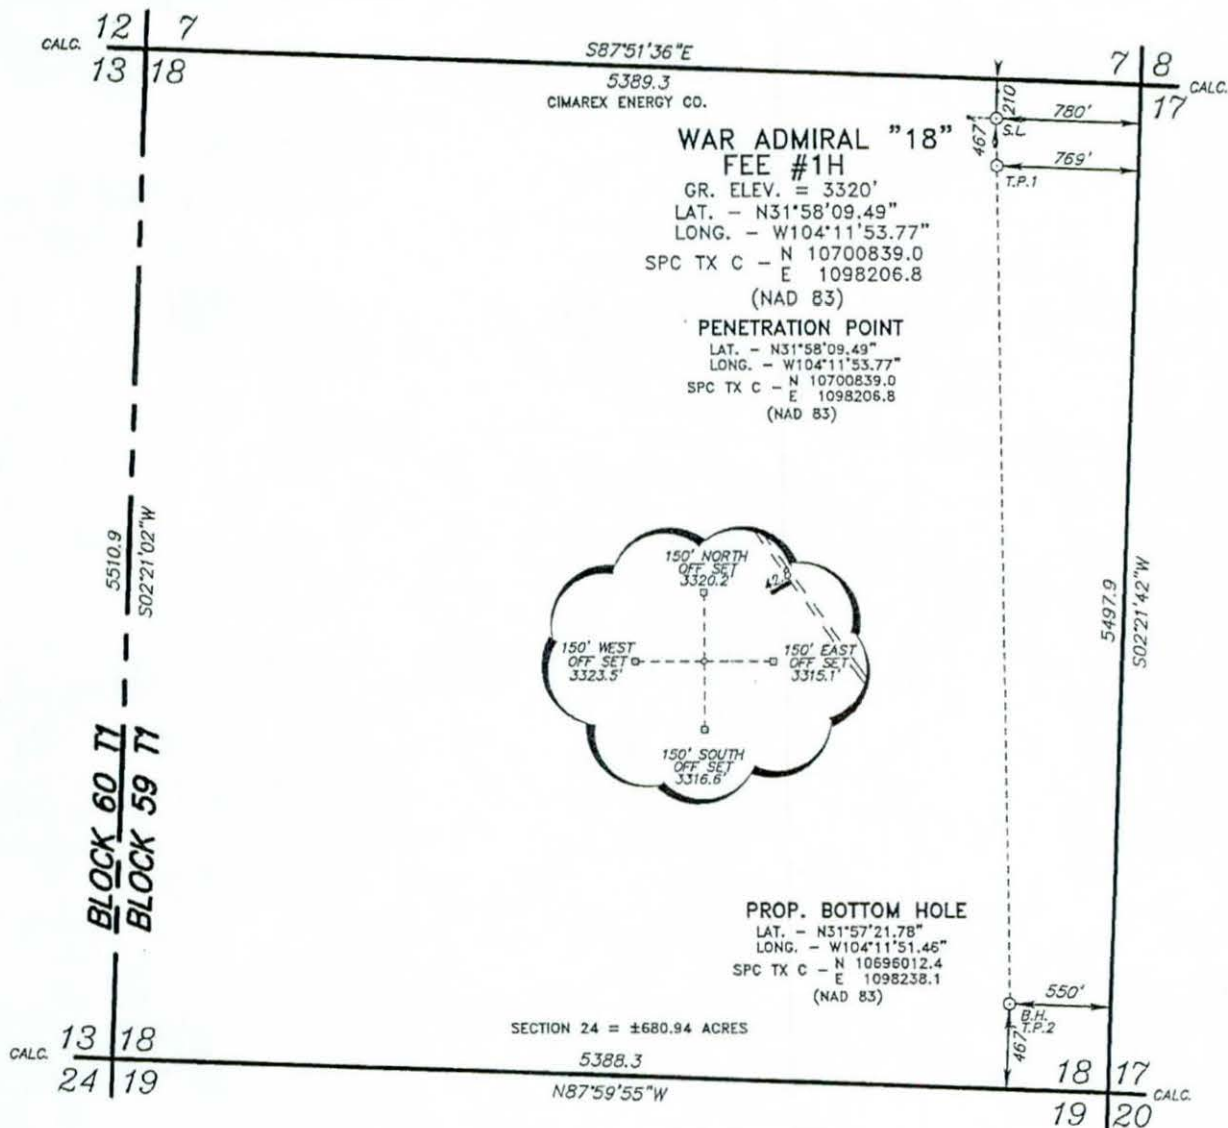 12 7
CALC.
13 18
S87°51'36"E
5389.3
CIMAREX ENERGY CO.
7 8
CALC.
17
210
780'
S.L.
467'
769'
T.P.1
WAR ADMIRAL "18"
FEE #1H
GR. ELEV. = 3320'
LAT. - N31°58'09.49"
LONG. - W104°11'53.77"
SPC TX C - N 10700839.0
E 1098206.8
(NAD 83)
PENETRATION POINT
LAT. - N31°58'09.49"
LONG. - W104°11'53.77"
SPC TX C - N 10700839.0
E 1098206.8
(NAD 83)
5510.9
S02°21'02"W
150' NORTH
OFF SET
3320.2'
150' WEST
OFF SET
3323.5'
150' EAST
OFF SET
3315.1'
150' SOUTH
OFF SET
3316.6'
5497.9
S02°21'42"W
BLOCK 60 T1
BLOCK 59 T1
PROP. BOTTOM HOLE
LAT. - N31°57'21.78"
LONG. - W104°11'51.46"
SPC TX C - N 10696012.4
E 1098238.1
(NAD 83)
550'
B.H.
T.P.2
467'
SECTION 24 = ±680.94 ACRES
5388.3
N87°59'55"W
CALC.
13 18
24 19
18 17
CALC.
19 20